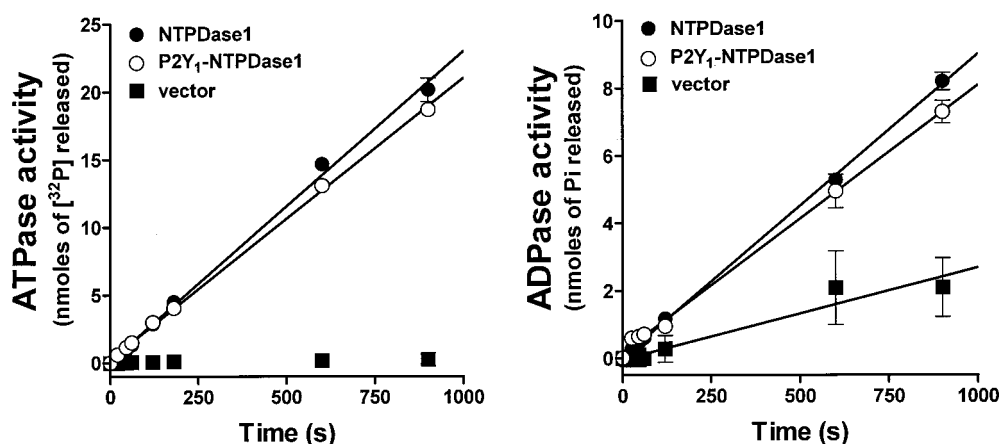 ATPase activity
(nmoles of [32P] released)
25
20
15
10
5
0
NTPDase1
P2Y1-NTPDase1
vector
0
250
500
750
1000
Time (s)
ADPase activity
(nmoles of Pi released)
10
8
6
4
2
0
NTPDase1
P2Y1-NTPDase1
vector
0
250
500
750
1000
Time (s)